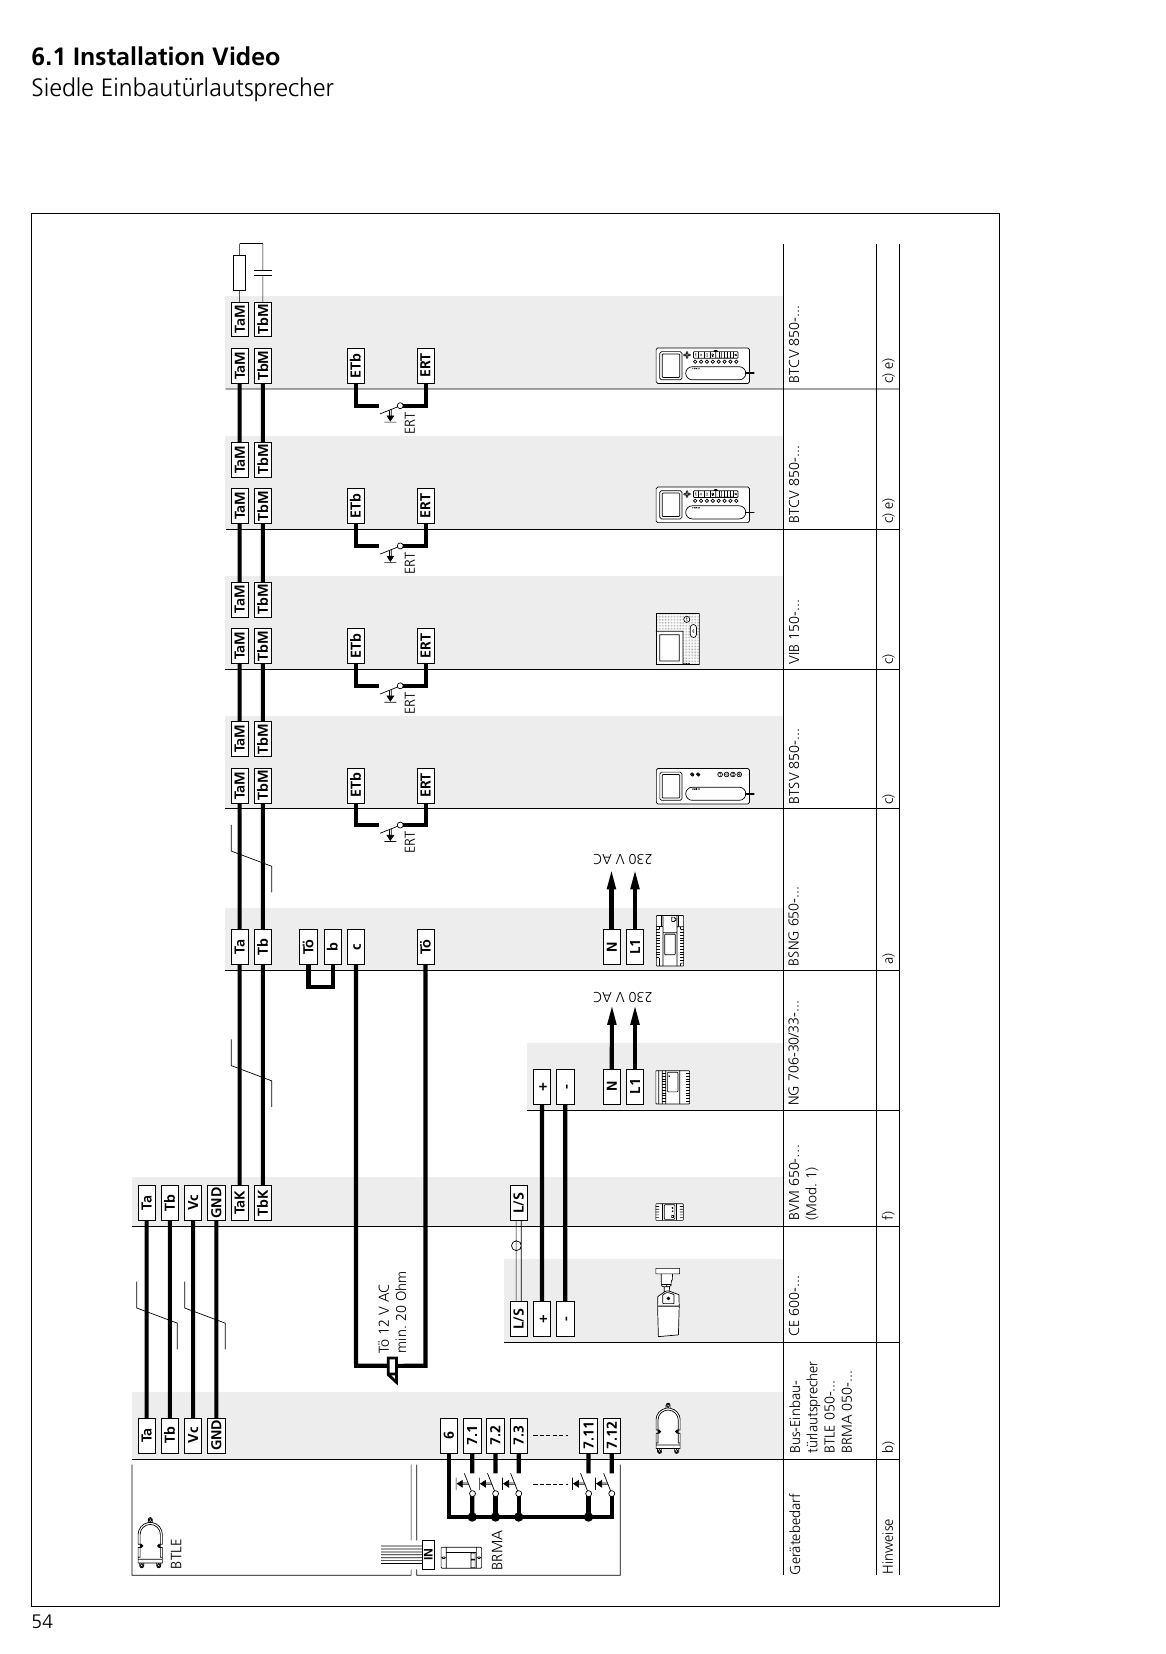 6.1 Installation Video
Siedle Einbautürlautsprecher
BTLE
IN
BRMA
Ta
Tb
Vc
GND
6
7.1
7.2
7.3
7.11
7.12
Tö 12 V AC
min. 20 Ohm
L/S
+
-
Ta
Tb
Vc
GND
TaK
TbK
L/S
+
-
N
L1
230 V AC
Ta
Tb
Tö
b
c
Tö
N
L1
230 V AC
ERT
TaM
TbM
ETb
ERT
TaM
TbM
ERT
TaM
TbM
ETb
ERT
TaM
TbM
ERT
TaM
TbM
ETb
ERT
TaM
TbM
ERT
TaM
TbM
ETb
ERT
TaM
TbM
Gerätebedarf
Bus-Einbau-
türlautsprecher
BTLE 050-...
BRMA 050-...
CE 600-...
BVM 650-...
(Mod. 1)
NG 706-30/33-...
BSNG 650-...
BTSV 850-...
VIB 150-...
BTCV 850-...
BTCV 850-...
Hinweise
b)
f)
a)
c)
c)
c) e)
c) e)
54